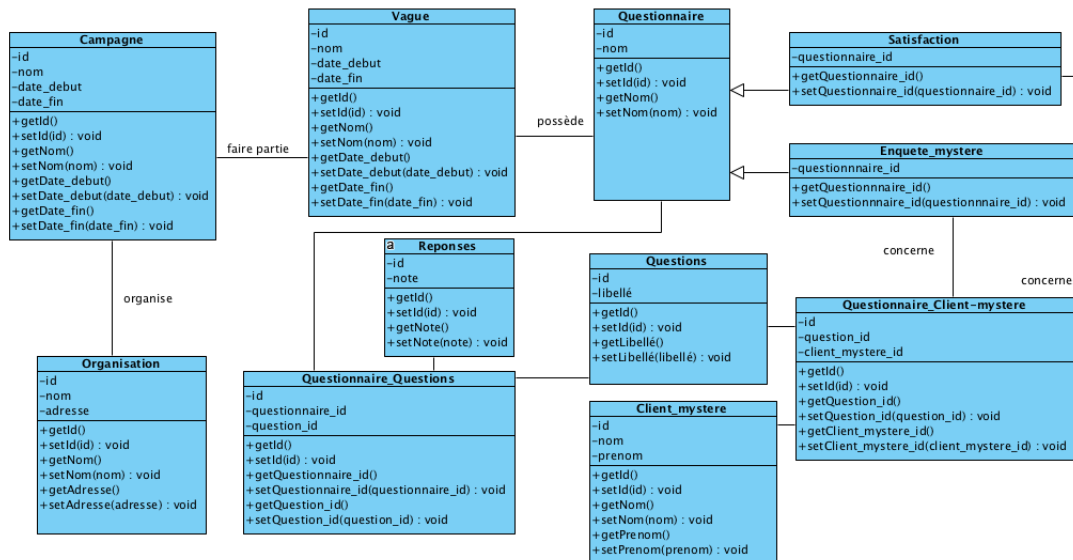 Campagne
-id
-nom
-date_debut
-date_fin
+getId()
+setId(id) : void
+getNom()
+setNom(nom) : void
+getDate_debut()
+setDate_debut(date_debut) : void
+getDate_fin()
+setDate_fin(date_fin) : void
faire partie
Vague
-id
-nom
-date_debut
-date_fin
+getId()
+setId(id) : void
+getNom()
+setNom(nom) : void
+getDate_debut()
+setDate_debut(date_debut) : void
+getDate_fin()
+setDate_fin(date_fin) : void
possède
Questionnaire
-id
-nom
+getId()
+setId(id) : void
+getNom()
+setNom(nom) : void
Satisfaction
-questionnaire_id
+getQuestionnaire_id()
+setQuestionnaire_id(questionnaire_id) : void
Enquete_mystere
-questionnnaire_id
+getQuestionnnaire_id()
+setQuestionnnaire_id(questionnnaire_id) : void
concerne
concerne
organise
a
Reponses
-id
-note
+getId()
+setId(id) : void
+getNote()
+setNote(note) : void
Questions
-id
-libellé
+getId()
+setId(id) : void
+getLibellé()
+setLibellé(libellé) : void
Questionnaire_Client-mystere
-id
-question_id
-client_mystere_id
+getId()
+setId(id) : void
+getQuestion_id()
+setQuestion_id(question_id) : void
+getClient_mystere_id()
+setClient_mystere_id(client_mystere_id) : void
Organisation
-id
-nom
-adresse
+getId()
+setId(id) : void
+getNom()
+setNom(nom) : void
+getAdresse()
+setAdresse(adresse) : void
Questionnaire_Questions
-id
-questionnaire_id
-question_id
+getId()
+setId(id) : void
+getQuestionnaire_id()
+setQuestionnaire_id(questionnaire_id) : void
+getQuestion_id()
+setQuestion_id(question_id) : void
Client_mystere
-id
-nom
-prenom
+getId()
+setId(id) : void
+getNom()
+setNom(nom) : void
+getPrenom()
+setPrenom(prenom) : void